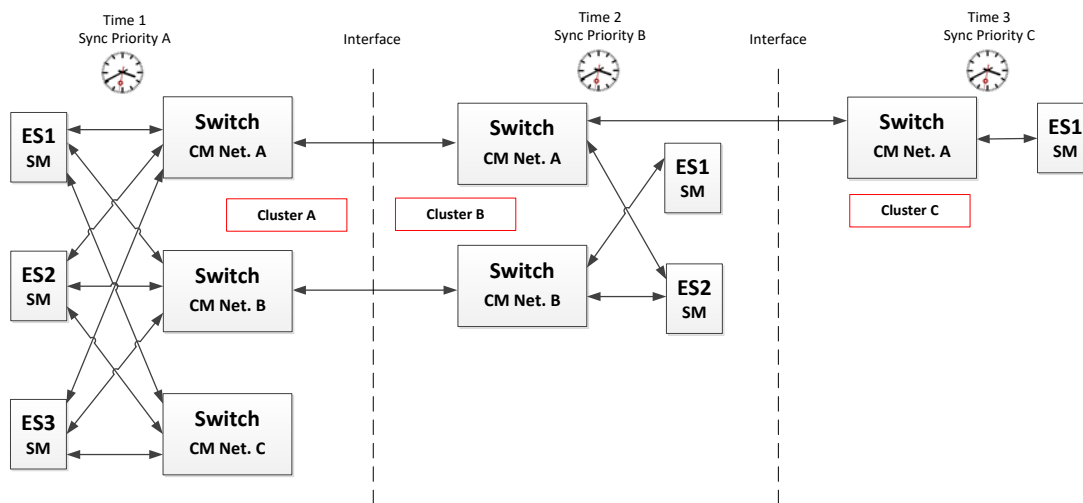 Time 1
Sync Priority A
Interface
Time 2
Sync Priority B
Interface
Time 3
Sync Priority C
ES1
SM
Switch
CM Net. A
Switch
CM Net. A
ES1
SM
Switch
CM Net. A
ES1
SM
Cluster A
Cluster B
Cluster C
ES2
SM
Switch
CM Net. B
Switch
CM Net. B
ES2
SM
ES3
SM
Switch
CM Net. C